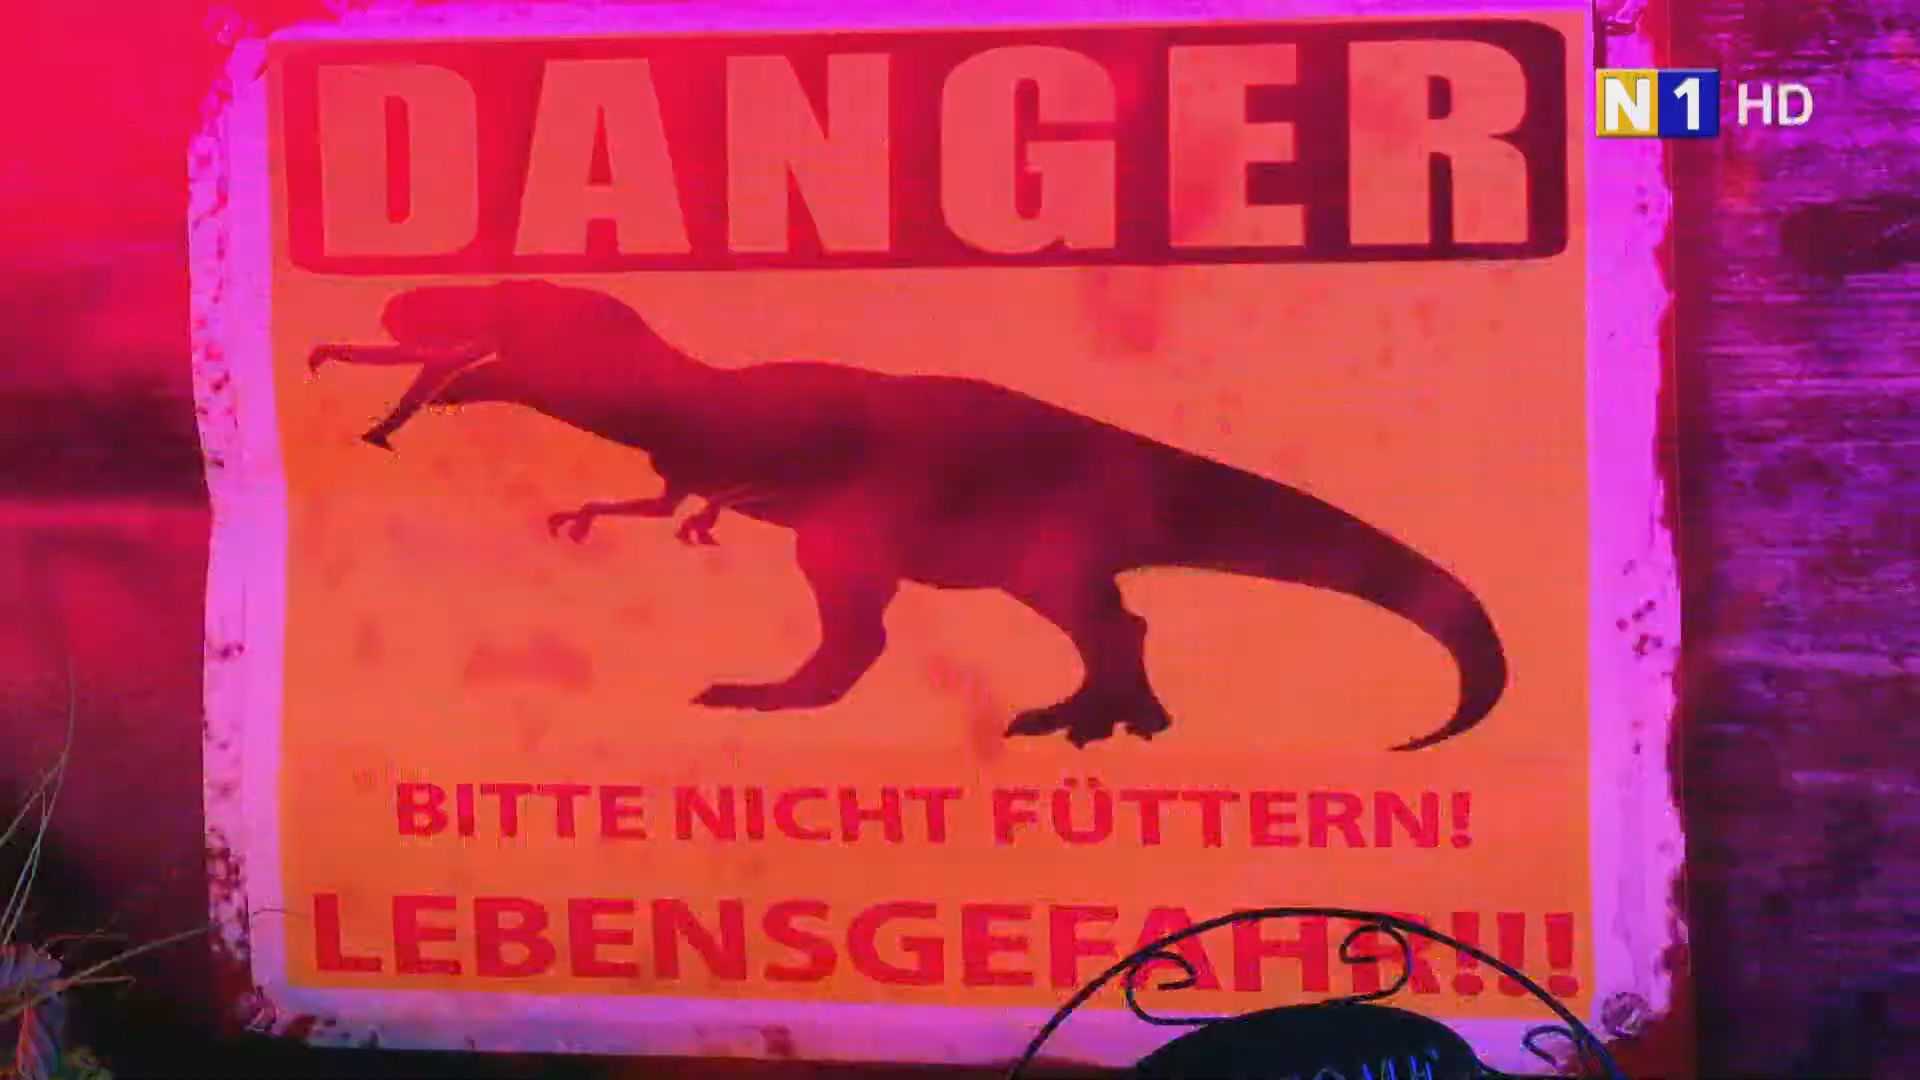 DANGER
N1 HD
BITTE NICHT FÜTTERN!
LEBENSGEFAHR!!!